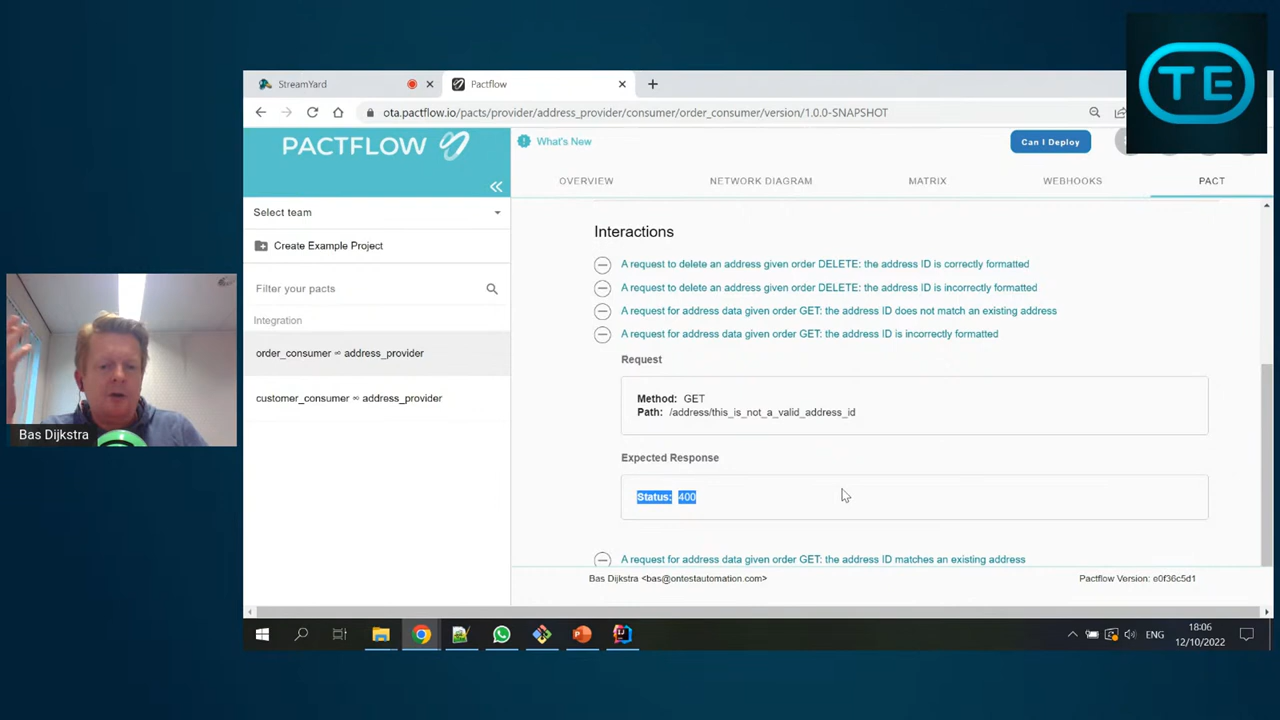 TE
StreamYard
Pactflow
ota.pactflow.io/pacts/provider/address_provider/consumer/order_consumer/version/1.0.0-SNAPSHOT
PACTFLOW
What's New
Can I Deploy
OVERVIEW
NETWORK DIAGRAM
MATRIX
WEBHOOKS
PACT
Select team
Create Example Project
Filter your pacts
Integration
order_consumer ∞ address_provider
customer_consumer ∞ address_provider
Interactions
A request to delete an address given order DELETE: the address ID is correctly formatted
A request to delete an address given order DELETE: the address ID is incorrectly formatted
A request for address data given order GET: the address ID does not match an existing address
A request for address data given order GET: the address ID is incorrectly formatted
Request
Method: GET
Path: /address/this_is_not_a_valid_address_id
Expected Response
Status: 400
A request for address data given order GET: the address ID matches an existing address
Bas Dijkstra <bas@ontestautomation.com>
Pactflow Version: e0f36c5d1
Bas Dijkstra
ENG
18:06
12/10/2022